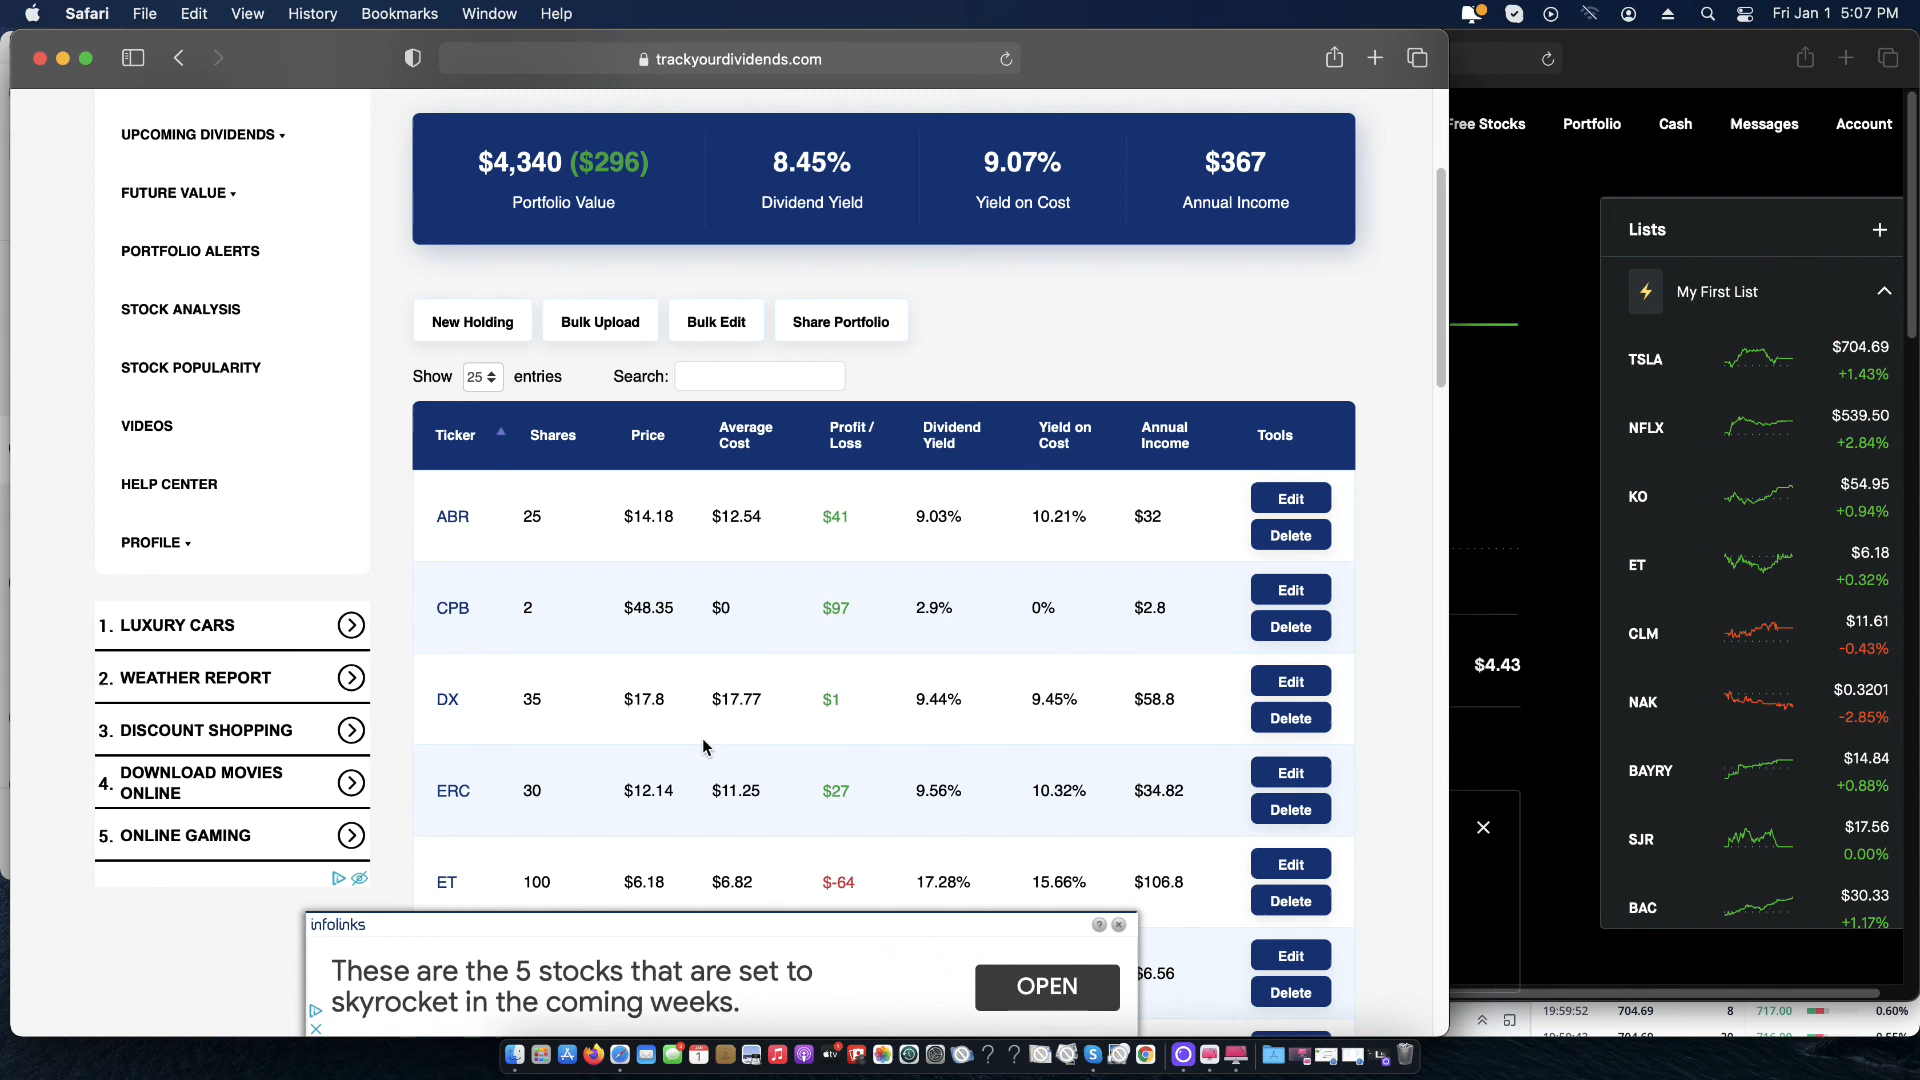 Safari File Edit View History Bookmarks Window Help
Fri Jan 1 5:07 PM
trackyourdividends.com
UPCOMING DIVIDENDS
FUTURE VALUE
PORTFOLIO ALERTS
STOCK ANALYSIS
STOCK POPULARITY
VIDEOS
HELP CENTER
PROFILE
1. LUXURY CARS
2. WEATHER REPORT
3. DISCOUNT SHOPPING
4. DOWNLOAD MOVIES
ONLINE
5. ONLINE GAMING
$4,340 ($296) 8.45% 9.07% $367
Portfolio Value Dividend Yield Yield on Cost Annual Income
New Holding Bulk Upload Bulk Edit Share Portfolio
Show 25 entries Search:
Ticker Shares Price Average Cost Profit / Loss Dividend Yield Yield on Cost Annual Income Tools
ABR 25 $14.18 $12.54 $41 9.03% 10.21% $32 Edit Delete
CPB 2 $48.35 $0 $97 2.9% 0% $2.8 Edit Delete
DX 35 $17.8 $17.77 $1 9.44% 9.45% $58.8 Edit Delete
ERC 30 $12.14 $11.25 $27 9.56% 10.32% $34.82 Edit Delete
ET 100 $6.18 $6.82 $-64 17.28% 15.66% $106.8 Edit Delete
$6.56 Edit Delete
infolinks
These are the 5 stocks that are set to
skyrocket in the coming weeks.
OPEN
Free Stocks Portfolio Cash Messages Account
Lists
My First List
TSLA $704.69
+1.43%
NFLX $539.50
+2.84%
KO $54.95
+0.94%
ET $6.18
+0.32%
CLM $11.61
-0.43%
NAK $0.3201
-2.85%
BAYRY $14.84
+0.88%
SJR $17.56
0.00%
BAC $30.33
+1.17%
$4.43
19:59:52 704.69 8 717.00 0.60%